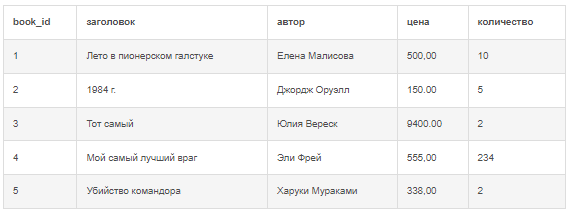 book_id заголовок автор цена количество
1 Лето в пионерском галстуке Елена Малисова 500,00 10
2 1984 г. Джордж Оруэлл 150.00 5
3 Тот самый Юлия Вереск 9400.00 2
4 Мой самый лучший враг Эли Фрей 555,00 234
5 Убийство командора Харуки Мураками 338,00 2